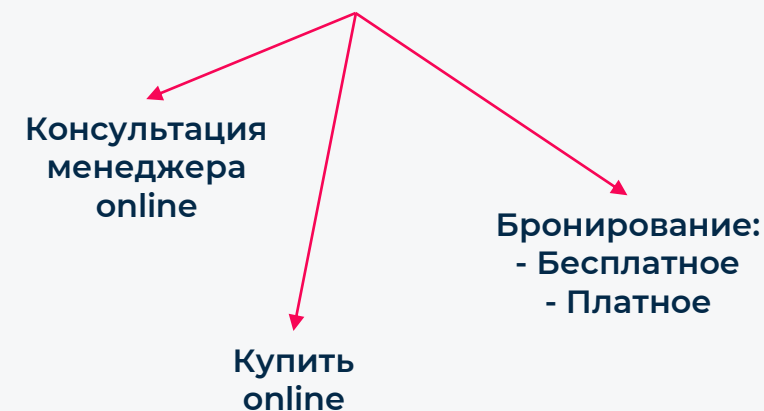 Консультация
менеджера
online
Бронирование:
- Бесплатное
- Платное
Купить
online